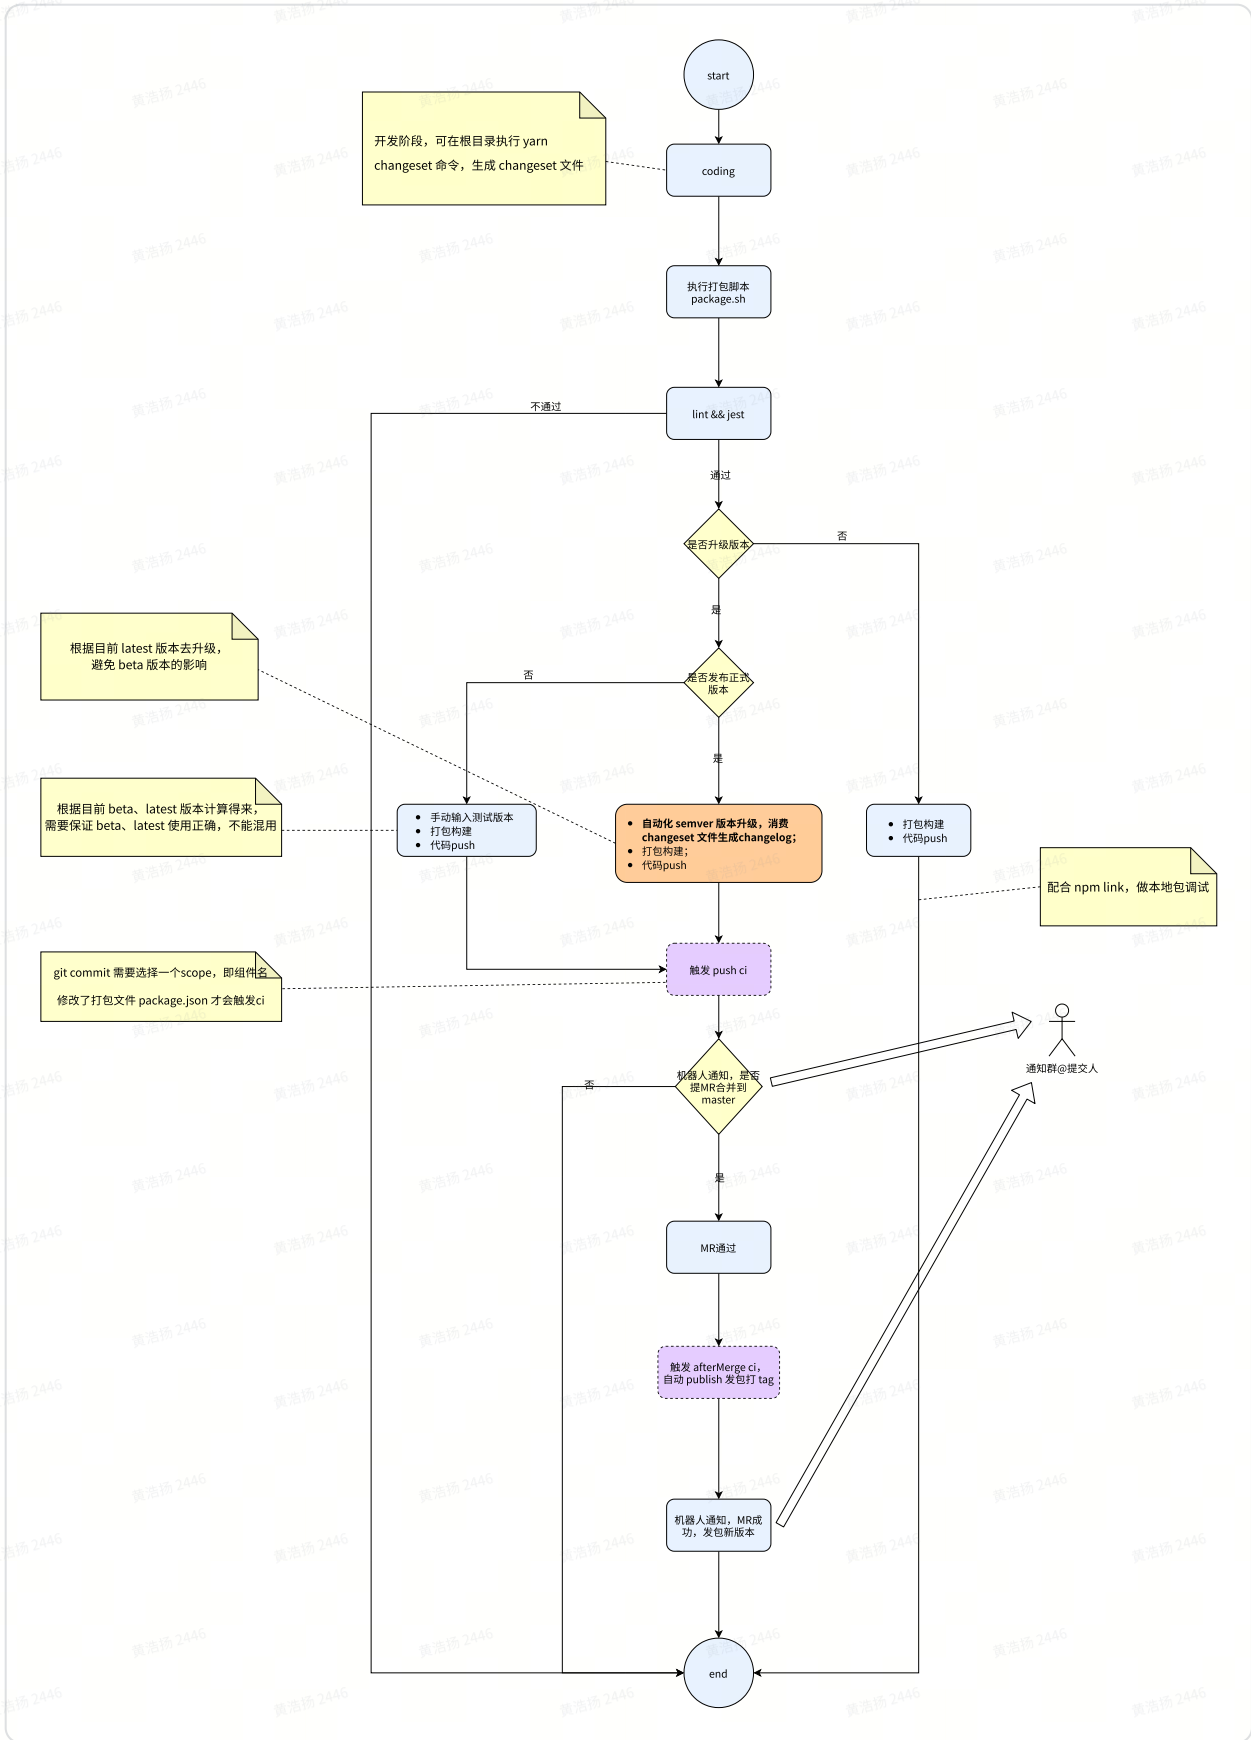 start
开发阶段，可在根目录执行 yarn
changeset 命令，生成 changeset 文件
coding
执行打包脚本
package.sh
lint && jest
不通过
通过
是否升级版本
否
是
根据目前 latest 版本去升级，
避免 beta 版本的影响
是否发布正式
版本
否
是
根据目前 beta、latest 版本计算得来，
需要保证 beta、latest 使用正确，不能混用
手动输入测试版本
打包构建
代码push
自动化 semver 版本升级，消费
changeset 文件生成changelog；
打包构建；
代码push
打包构建
代码push
配合 npm link，做本地包调试
git commit 需要选择一个scope，即组件名
修改了打包文件 package.json 才会触发ci
触发 push ci
机器人通知，是否
提MR合并到
master
否
通知群@提交人
是
MR通过
触发 afterMerge ci，
自动 publish 发包打 tag
机器人通知，MR成
功，发包新版本
end
黄浩扬 2446